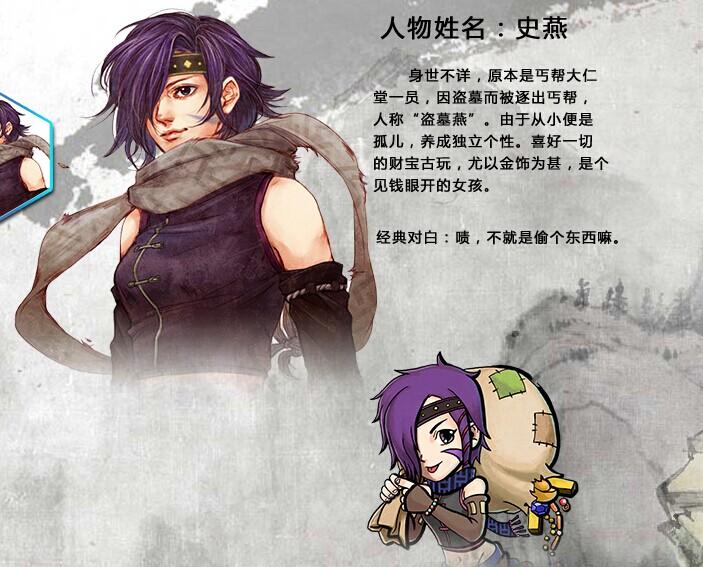 人物姓名：史燕
身世不详，原本是丐帮大仁
堂一员，因盗墓而被逐出丐帮，
人称“盗墓燕”。由于从小便是
孤儿，养成独立个性。喜好一切
的财宝古玩，尤以金饰为甚，是个
见钱眼开的女孩。
经典对白：啧，不就是偷个东西嘛。